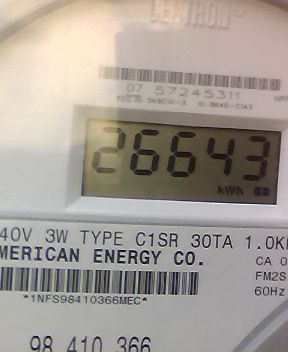 CENTRON
07 57245311
26643
kWh
40V 3W TYPE C1SR 30TA 1.0K
MERICAN ENERGY CO.
CA 0
FM2S
*1NFS98410366MEC*
60Hz
98 410 366